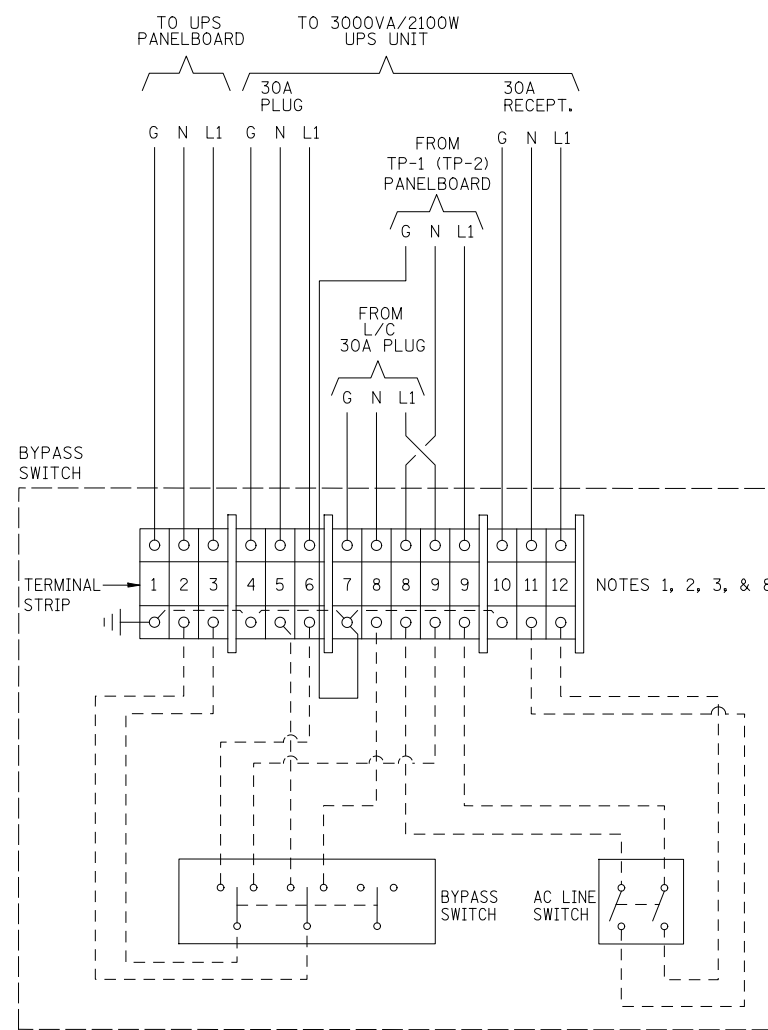 TO UPS
PANELBOARD
TO 3000VA/2100W
UPS UNIT
30A
PLUG
30A
RECEPT.
G N L1 G N L1
G N L1
FROM
TP-1 (TP-2)
PANELBOARD
G N L1
FROM
L/C
30A PLUG
G N L1
BYPASS
SWITCH
TERMINAL
STRIP
1 2 3 4 5 6 7 8 8 9 9 10 11 12
NOTES 1, 2, 3, & 8
BYPASS
SWITCH
AC LINE
SWITCH